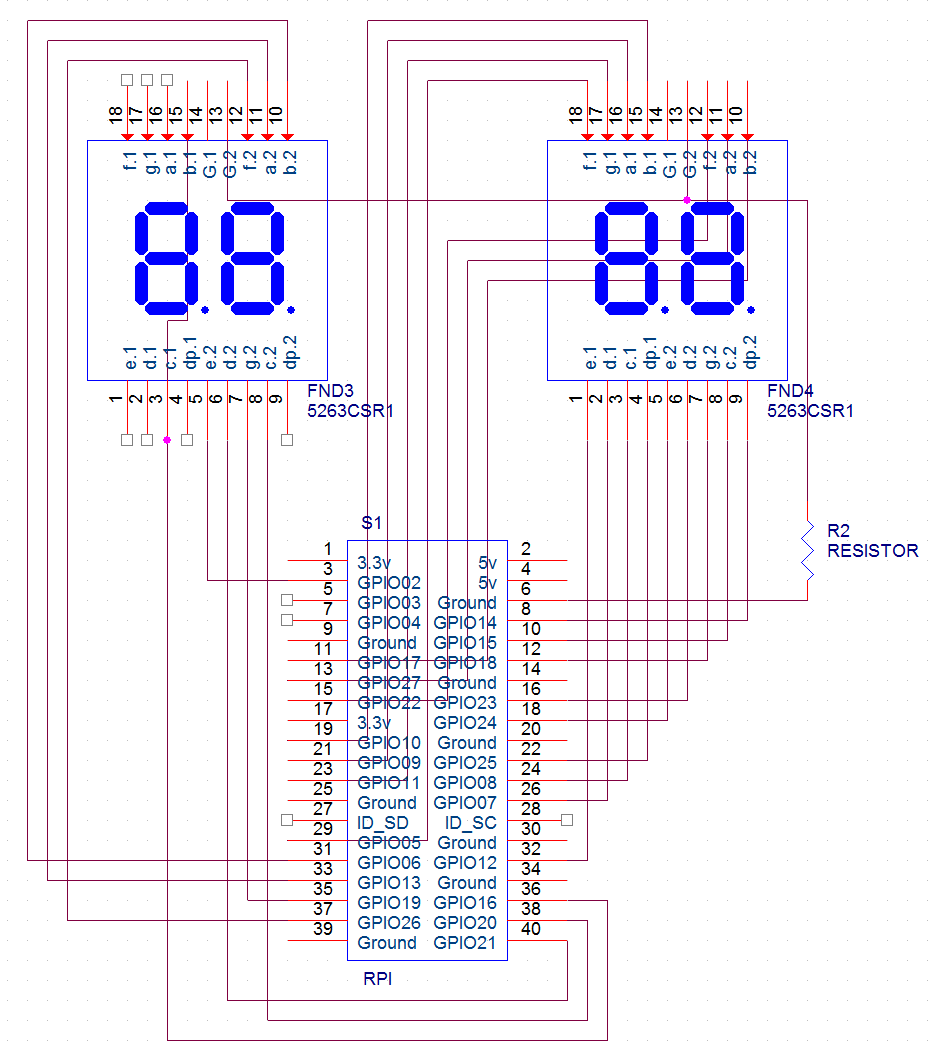 18 17 16 15 14 13 12 11 10
18 17 16 15 14 13 12 11 10
f.1 g.1 a.1 b.1 G.1 G.2 f.2 a.2 b.2
f.1 g.1 a.1 b.1 G.1 G.2 f.2 a.2 b.2
e.1 d.1 c.1 dp.1 e.2 d.2 g.2 c.2 dp.2
e.1 d.1 c.1 dp.1 e.2 d.2 g.2 c.2 dp.2
1 2 3 4 5 6 7 8 9
1 2 3 4 5 6 7 8 9
FND3
5263CSR1
FND4
5263CSR1
R2
RESISTOR
S1
1 2
3.3v 5v
3 4
GPIO02 5v
5 6
GPIO03 Ground
7 8
GPIO04 GPIO14
9 10
Ground GPIO15
11 12
GPIO17 GPIO18
13 14
GPIO27 Ground
15 16
GPIO22 GPIO23
17 18
3.3v GPIO24
19 20
GPIO10 Ground
21 22
GPIO09 GPIO25
23 24
GPIO11 GPIO08
25 26
Ground GPIO07
27 28
ID_SD ID_SC
29 30
GPIO05 Ground
31 32
GPIO06 GPIO12
33 34
GPIO13 Ground
35 36
GPIO19 GPIO16
37 38
GPIO26 GPIO20
39 40
Ground GPIO21
RPI